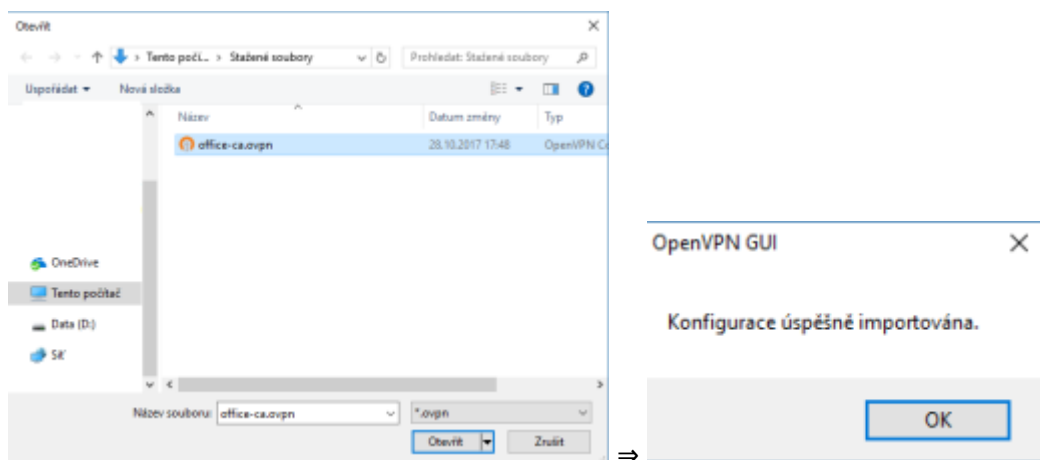 Otevřít
Tento počí... > Stažené soubory
Prohledat: Stažené soubory
Uspořádat
Nová složka
Název
Datum změny
Typ
office-ca.ovpn
28.10.2017 17:48
OpenVPN Co
OneDrive
Tento počítač
Data (D:)
Síť
Název souboru:
office-ca.ovpn
*.ovpn
Otevřít
Zrušit
⇒
OpenVPN GUI
Konfigurace úspěšně importována.
OK